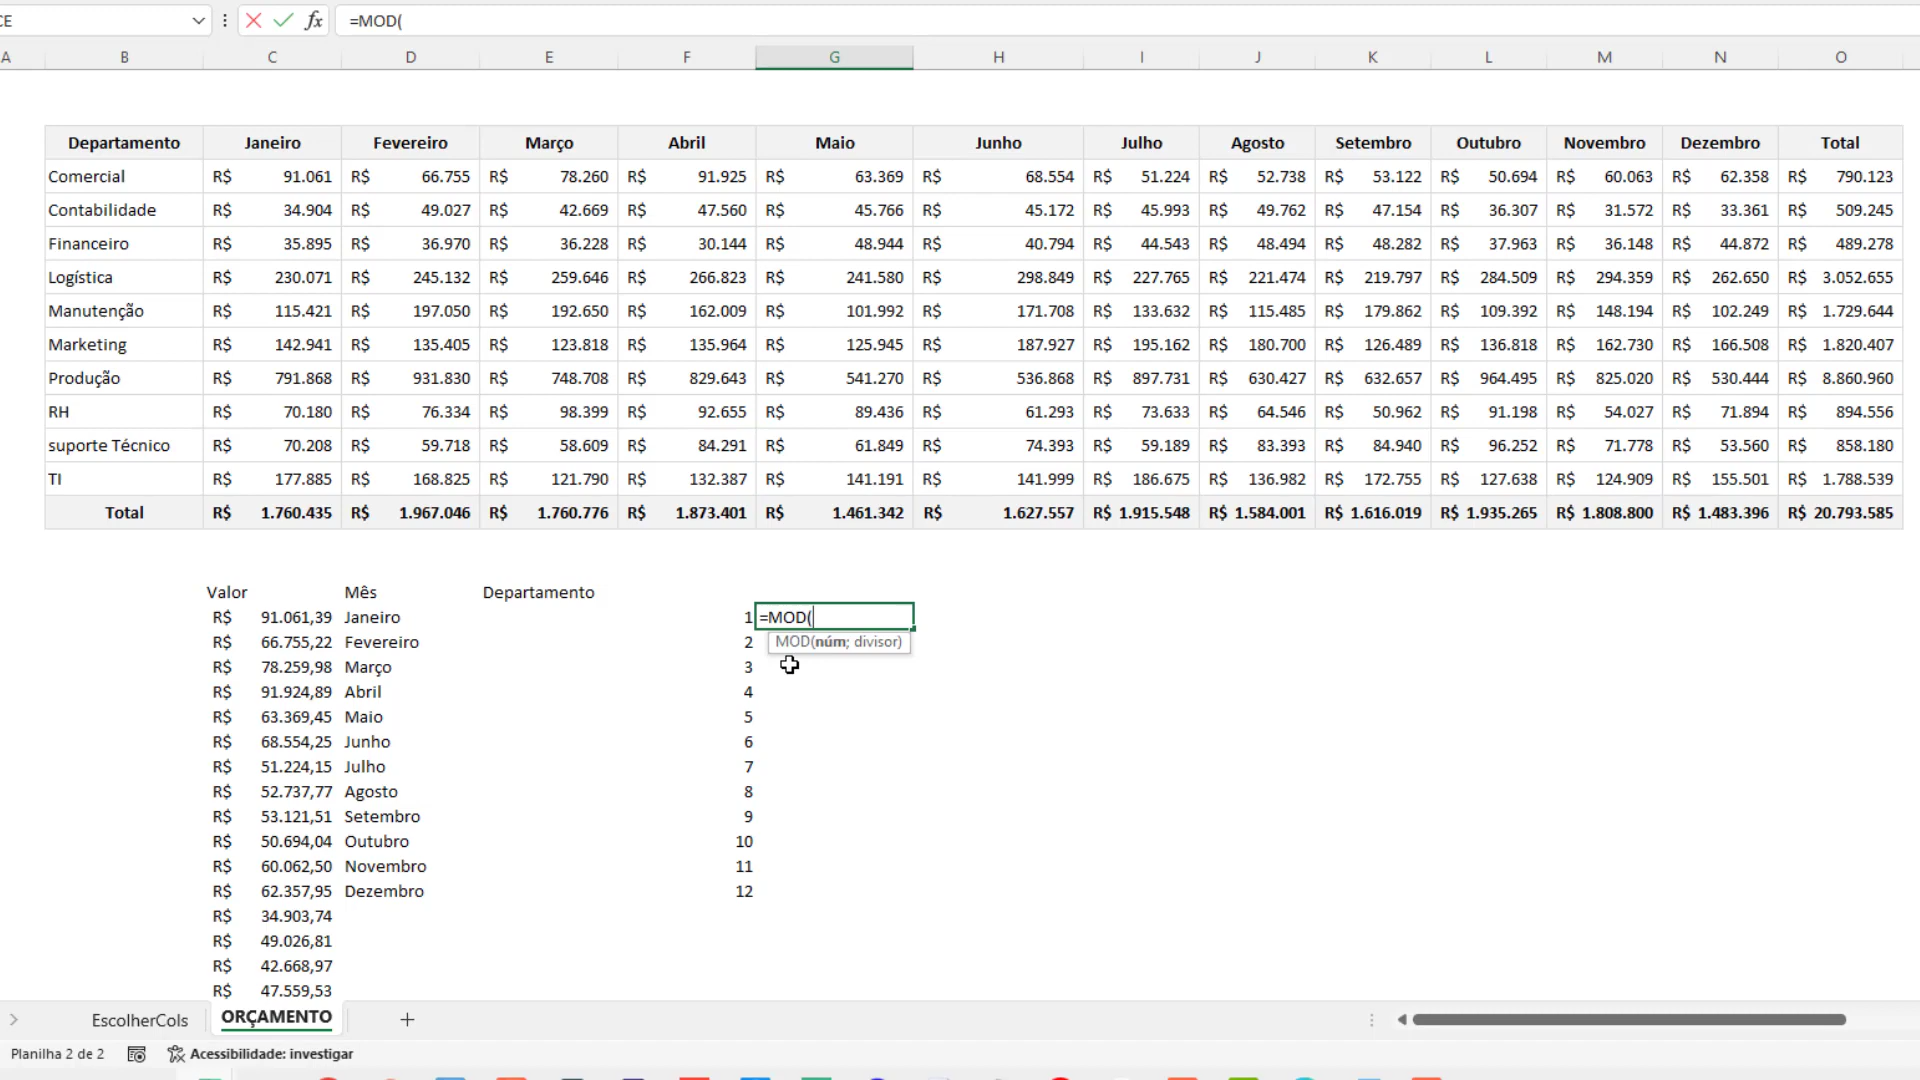 CE =MOD(
A B C D E F G H I J K L M N O
Departamento Janeiro Fevereiro Março Abril Maio Junho Julho Agosto Setembro Outubro Novembro Dezembro Total
Comercial R$ 91.061 R$ 66.755 R$ 78.260 R$ 91.925 R$ 63.369 R$ 68.554 R$ 51.224 R$ 52.738 R$ 53.122 R$ 50.694 R$ 60.063 R$ 62.358 R$ 790.123
Contabilidade R$ 34.904 R$ 49.027 R$ 42.669 R$ 47.560 R$ 45.766 R$ 45.172 R$ 45.993 R$ 49.762 R$ 47.154 R$ 36.307 R$ 31.572 R$ 33.361 R$ 509.245
Financeiro R$ 35.895 R$ 36.970 R$ 36.228 R$ 30.144 R$ 48.944 R$ 40.794 R$ 44.543 R$ 48.494 R$ 48.282 R$ 37.963 R$ 36.148 R$ 44.872 R$ 489.278
Logística R$ 230.071 R$ 245.132 R$ 259.646 R$ 266.823 R$ 241.580 R$ 298.849 R$ 227.765 R$ 221.474 R$ 219.797 R$ 284.509 R$ 294.359 R$ 262.650 R$ 3.052.655
Manutenção R$ 115.421 R$ 197.050 R$ 192.650 R$ 162.009 R$ 101.992 R$ 171.708 R$ 133.632 R$ 115.485 R$ 179.862 R$ 109.392 R$ 148.194 R$ 102.249 R$ 1.729.644
Marketing R$ 142.941 R$ 135.405 R$ 123.818 R$ 135.964 R$ 125.945 R$ 187.927 R$ 195.162 R$ 180.700 R$ 126.489 R$ 136.818 R$ 162.730 R$ 166.508 R$ 1.820.407
Produção R$ 791.868 R$ 931.830 R$ 748.708 R$ 829.643 R$ 541.270 R$ 536.868 R$ 897.731 R$ 630.427 R$ 632.657 R$ 964.495 R$ 825.020 R$ 530.444 R$ 8.860.960
RH R$ 70.180 R$ 76.334 R$ 98.399 R$ 92.655 R$ 89.436 R$ 61.293 R$ 73.633 R$ 64.546 R$ 50.962 R$ 91.198 R$ 54.027 R$ 71.894 R$ 894.556
suporte Técnico R$ 70.208 R$ 59.718 R$ 58.609 R$ 84.291 R$ 61.849 R$ 74.393 R$ 59.189 R$ 83.393 R$ 84.940 R$ 96.252 R$ 71.778 R$ 53.560 R$ 858.180
TI R$ 177.885 R$ 168.825 R$ 121.790 R$ 132.387 R$ 141.191 R$ 141.999 R$ 186.675 R$ 136.982 R$ 172.755 R$ 127.638 R$ 124.909 R$ 155.501 R$ 1.788.539
Total R$ 1.760.435 R$ 1.967.046 R$ 1.760.776 R$ 1.873.401 R$ 1.461.342 R$ 1.627.557 R$ 1.915.548 R$ 1.584.001 R$ 1.616.019 R$ 1.935.265 R$ 1.808.800 R$ 1.483.396 R$ 20.793.585
Valor Mês Departamento
R$ 91.061,39 Janeiro 1 =MOD(
R$ 66.755,22 Fevereiro 2 MOD(núm; divisor)
R$ 78.259,98 Março 3
R$ 91.924,89 Abril 4
R$ 63.369,45 Maio 5
R$ 68.554,25 Junho 6
R$ 51.224,15 Julho 7
R$ 52.737,77 Agosto 8
R$ 53.121,51 Setembro 9
R$ 50.694,04 Outubro 10
R$ 60.062,50 Novembro 11
R$ 62.357,95 Dezembro 12
R$ 34.903,74
R$ 49.026,81
R$ 42.668,97
R$ 47.559,53
EscolherCols ORÇAMENTO
Planilha 2 de 2 Acessibilidade: investigar